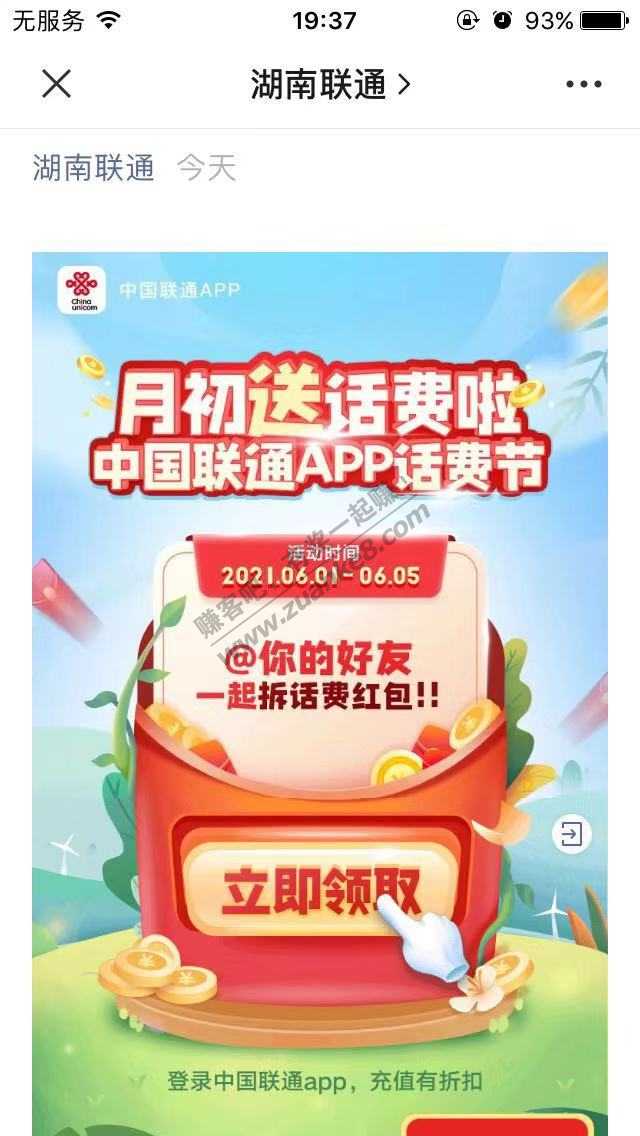 无服务 19:37 93%
湖南联通
湖南联通 今天
China
unicom
中国联通APP
月初送话费啦
中国联通APP话费节
活动时间
2021.06.01-06.05
@你的好友
一起拆话费红包!!
立即领取
登录中国联通app，充值有折扣
www.zuanke8.com